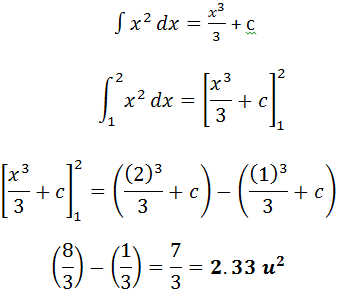 ∫ x² dx = x³/3 + c
∫₁² x² dx = [x³/3 + c]₁²
[x³/3 + c]₁² = ((2)³/3 + c) − ((1)³/3 + c)
(8/3) − (1/3) = 7/3 = 2.33 u²